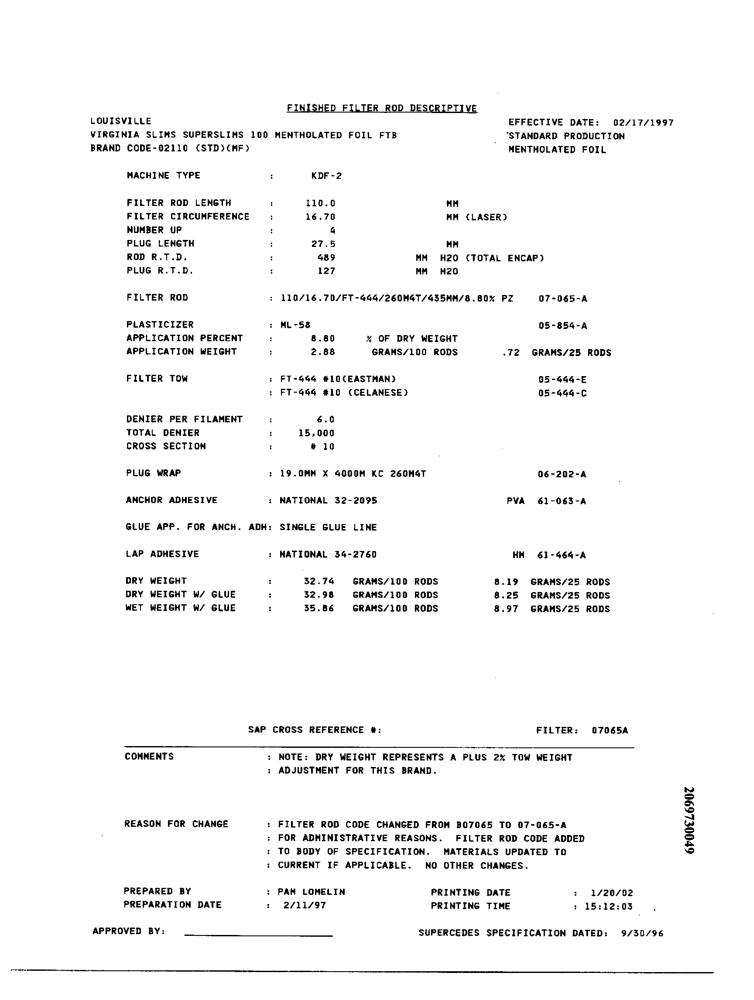 FINISHED FILTER ROD DESCRIPTIVE
LOUISVILLE EFFECTIVE DATE: 02/17/1997
VIRGINIA SLIMS SUPERSLIMS 100 MENTHOLATED FOIL FTB STANDARD PRODUCTION
BRAND CODE-02110 (STD)(MF) MENTHOLATED FOIL
MACHINE TYPE : KDF-2
FILTER ROD LENGTH : 110.0 MM
FILTER CIRCUMFERENCE : 16.70 MM (LASER)
NUMBER UP : 4
PLUG LENGTH : 27.5 MM
ROD R.T.D. : 489 MM H2O (TOTAL ENCAP)
PLUG R.T.D. : 127 MM H2O
FILTER ROD : 110/16.70/FT-444/260M4T/435MM/8.80% PZ 07-065-A
PLASTICIZER : ML-58 05-854-A
APPLICATION PERCENT : 8.80 % OF DRY WEIGHT
APPLICATION WEIGHT : 2.88 GRAMS/100 RODS .72 GRAMS/25 RODS
FILTER TOW : FT-444 #10(EASTMAN) 05-444-E
: FT-444 #10 (CELANESE) 05-444-C
DENIER PER FILAMENT : 6.0
TOTAL DENIER : 15,000
CROSS SECTION : # 10
PLUG WRAP : 19.0MM X 4000M KC 260M4T 06-202-A
ANCHOR ADHESIVE : NATIONAL 32-2095 PVA 61-063-A
GLUE APP. FOR ANCH. ADH: SINGLE GLUE LINE
LAP ADHESIVE : NATIONAL 34-2760 HM 61-464-A
DRY WEIGHT : 32.74 GRAMS/100 RODS 8.19 GRAMS/25 RODS
DRY WEIGHT W/ GLUE : 32.98 GRAMS/100 RODS 8.25 GRAMS/25 RODS
WET WEIGHT W/ GLUE : 35.86 GRAMS/100 RODS 8.97 GRAMS/25 RODS
SAP CROSS REFERENCE #: FILTER: 07065A
COMMENTS : NOTE: DRY WEIGHT REPRESENTS A PLUS 2% TOW WEIGHT
: ADJUSTMENT FOR THIS BRAND.
2069730049
REASON FOR CHANGE : FILTER ROD CODE CHANGED FROM B07065 TO 07-065-A
: FOR ADMINISTRATIVE REASONS. FILTER ROD CODE ADDED
: TO BODY OF SPECIFICATION. MATERIALS UPDATED TO
: CURRENT IF APPLICABLE. NO OTHER CHANGES.
PREPARED BY : PAM LOMELIN PRINTING DATE : 1/20/02
PREPARATION DATE : 2/11/97 PRINTING TIME : 15:12:03
APPROVED BY: SUPERCEDES SPECIFICATION DATED: 9/30/96